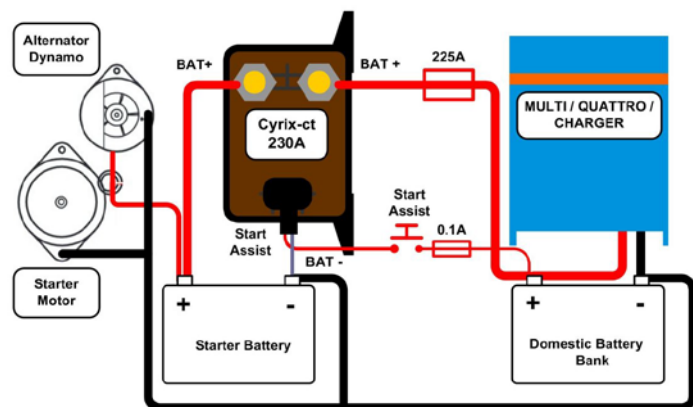 Alternator
Dynamo
BAT+
BAT +
225A
MULTI / QUATTRO /
CHARGER
Cyrix-ct
230A
Start
Assist
0.1A
Start
Assist
BAT -
Starter
Motor
+
-
Starter Battery
+
-
Domestic Battery
Bank